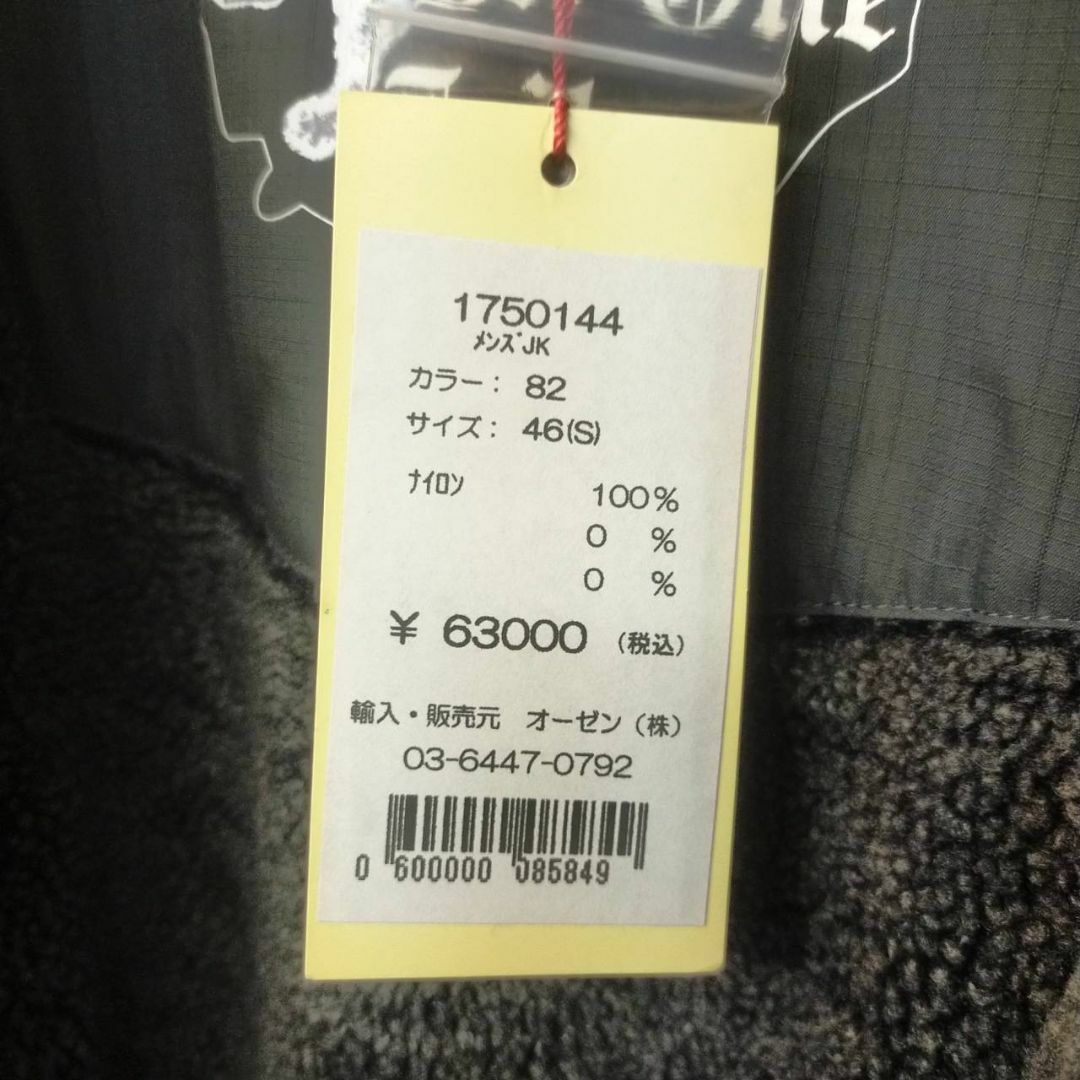 1750144
ﾒﾝｽﾞJK
カラー： 82
サイズ： 46(S)
ﾅｲﾛﾝ 100%
0 %
0 %
¥ 63000 （税込）
輸入・販売元 オーゼン（株）
03-6447-0792
0 600000 085849